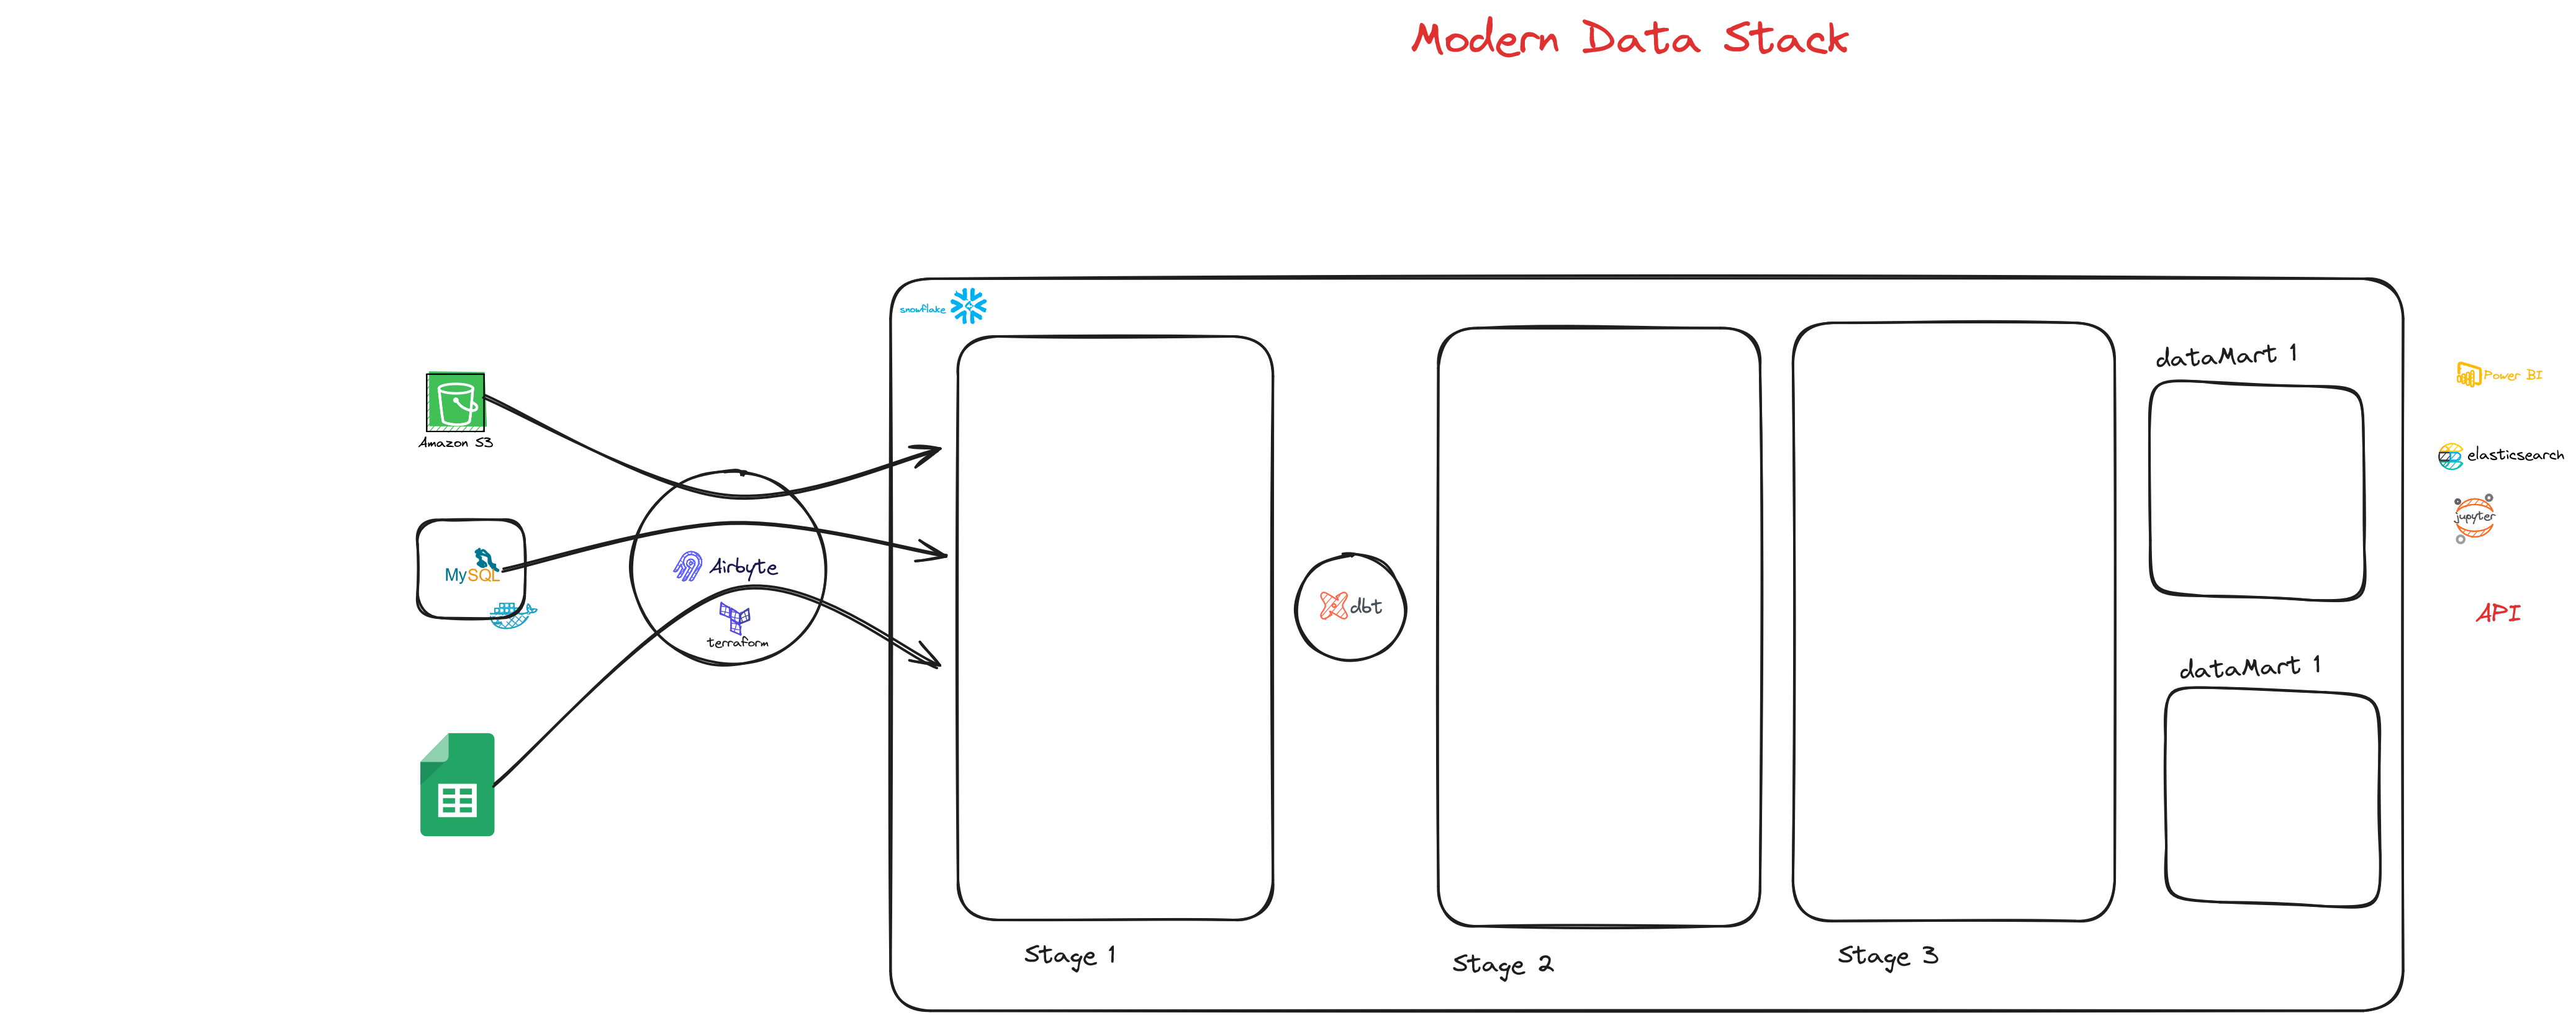 Modern Data Stack
snowflake
Amazon S3
MySQL
Airbyte
terraform
dbt
dataMart 1
dataMart 1
Stage 1
Stage 2
Stage 3
Power BI
elasticsearch
jupyter
API